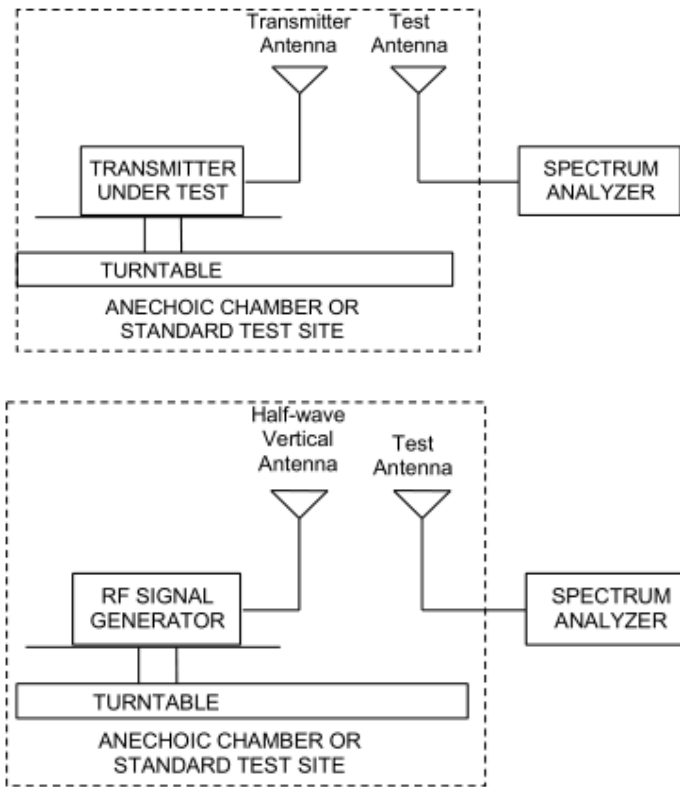 Transmitter
Antenna
Test
Antenna
TRANSMITTER
UNDER TEST
SPECTRUM
ANALYZER
TURNTABLE
ANECHOIC CHAMBER OR
STANDARD TEST SITE
Half-wave
Vertical
Antenna
Test
Antenna
RF SIGNAL
GENERATOR
SPECTRUM
ANALYZER
TURNTABLE
ANECHOIC CHAMBER OR
STANDARD TEST SITE